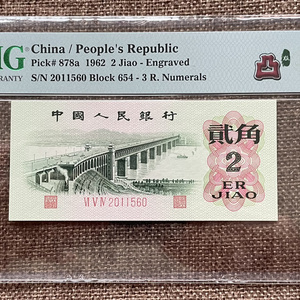 MG
China / People's Republic
Pick# 878a 1962 2 Jiao - Engraved
S/N 2011560 Block 654 - 3 R. Numerals
中国人民银行
贰角
2
ER
JIAO
VI V IV 2011560